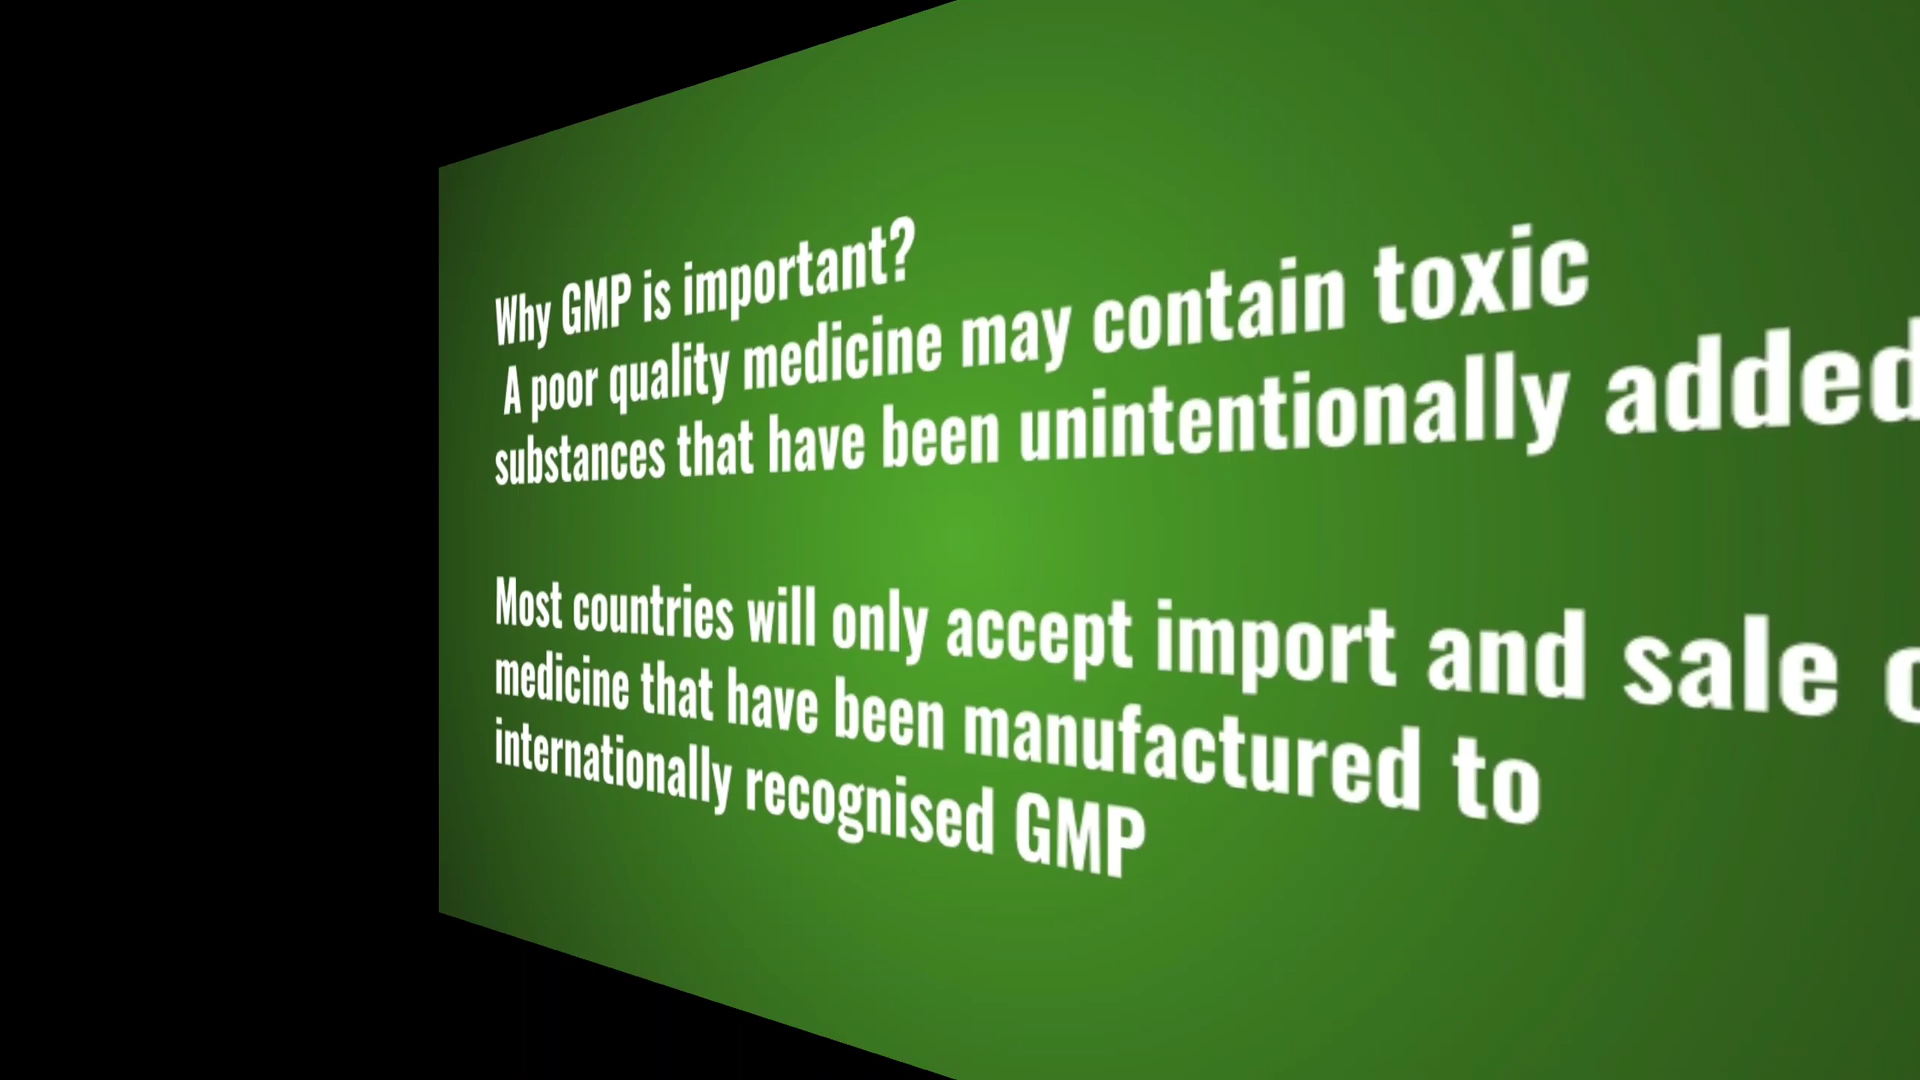 Why GMP is important?
A poor quality medicine may contain toxic
substances that have been unintentionally added
Most countries will only accept import and sale
medicine that have been manufactured to
internationally recognised GMP